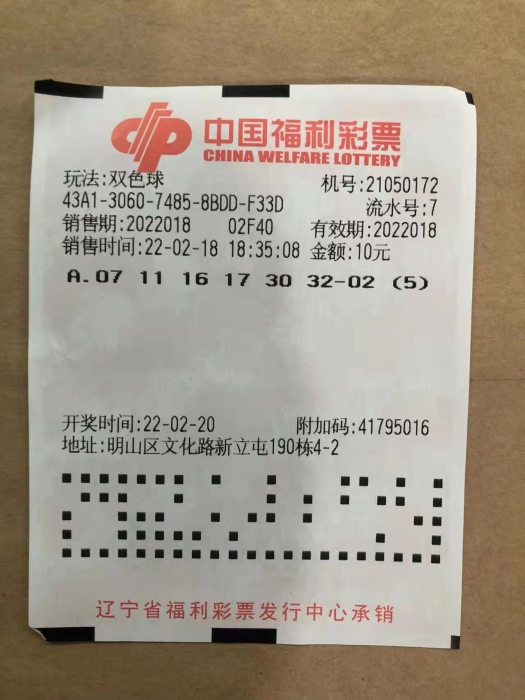 中国福利彩票
CHINA WELFARE LOTTERY
玩法:双色球 机号:21050172
43A1-3060-7485-8BDD-F33D 流水号:7
销售期:2022018 02F40 有效期:2022018
销售时间:22-02-18 18:35:08 金额:10元
A.07 11 16 17 30 32-02 (5)
开奖时间:22-02-20 附加码:41795016
地址:明山区文化路新立屯190栋4-2
辽宁省福利彩票发行中心承销